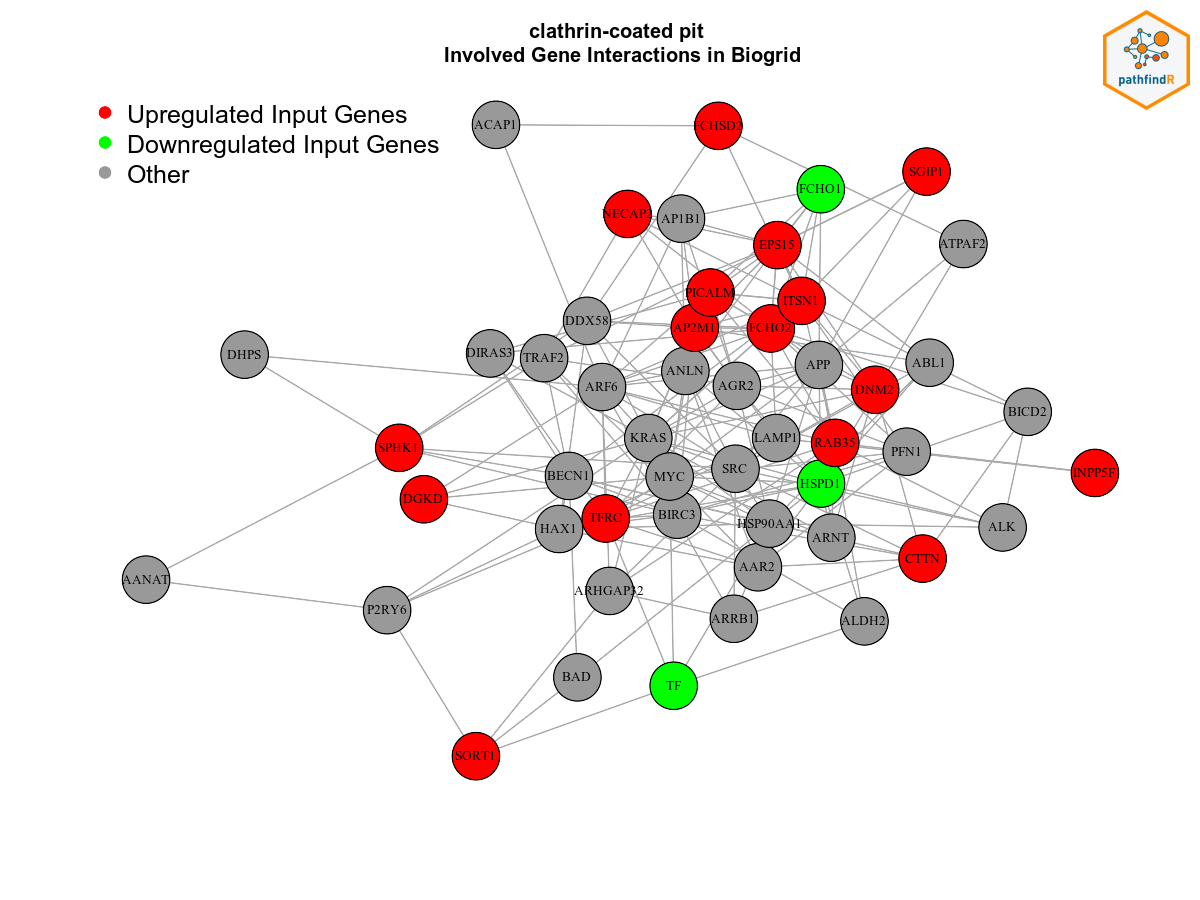 clathrin-coated pit
Involved Gene Interactions in Biogrid
pathfindR
Upregulated Input Genes
Downregulated Input Genes
Other
ACAP1
FCHSD2
SGIP1
FCHO1
NECAP2
AP1B1
EPS15
ATPAF2
PICALM
ITSN1
DDX58
AP2M1
FCHO2
DHPS
DIRAS3
TRAF2
ANLN
APP
ABL1
ARF6
AGR2
DNM2
BICD2
SPHK1
KRAS
LAMP1
RAB35
PFN1
INPP5F
BECN1
MYC
SRC
HSPD1
DGKD
HAX1
TFRC
BIRC3
HSP90AA1
ARNT
ALK
AANAT
AAR2
CTTN
P2RY6
ARHGAP32
ARRB1
ALDH2
BAD
TF
SORT1